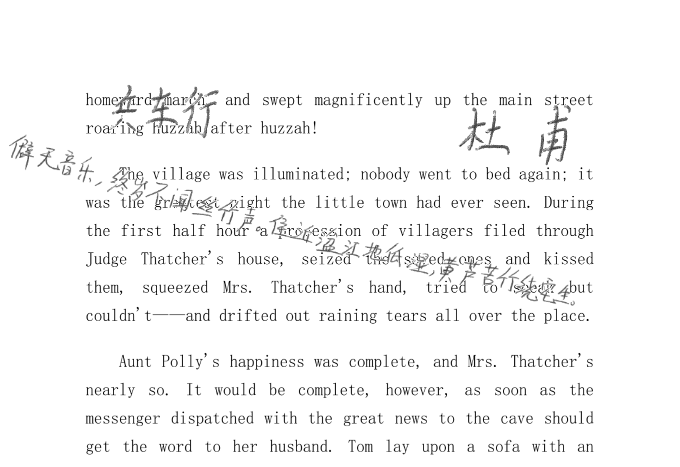 homeward march, and swept magnificently up the main street
roaring huzzah after huzzah!
兵车行
杜甫
僻无音乐,终岁不闻丝竹声。住近湓江地低湿,黄芦苦竹绕宅生。
The village was illuminated; nobody went to bed again; it
was the greatest night the little town had ever seen. During
the first half hour a procession of villagers filed through
Judge Thatcher's house, seized the saved ones and kissed
them, squeezed Mrs. Thatcher's hand, tried to speak but
couldn't——and drifted out raining tears all over the place.
Aunt Polly's happiness was complete, and Mrs. Thatcher's
nearly so. It would be complete, however, as soon as the
messenger dispatched with the great news to the cave should
get the word to her husband. Tom lay upon a sofa with an